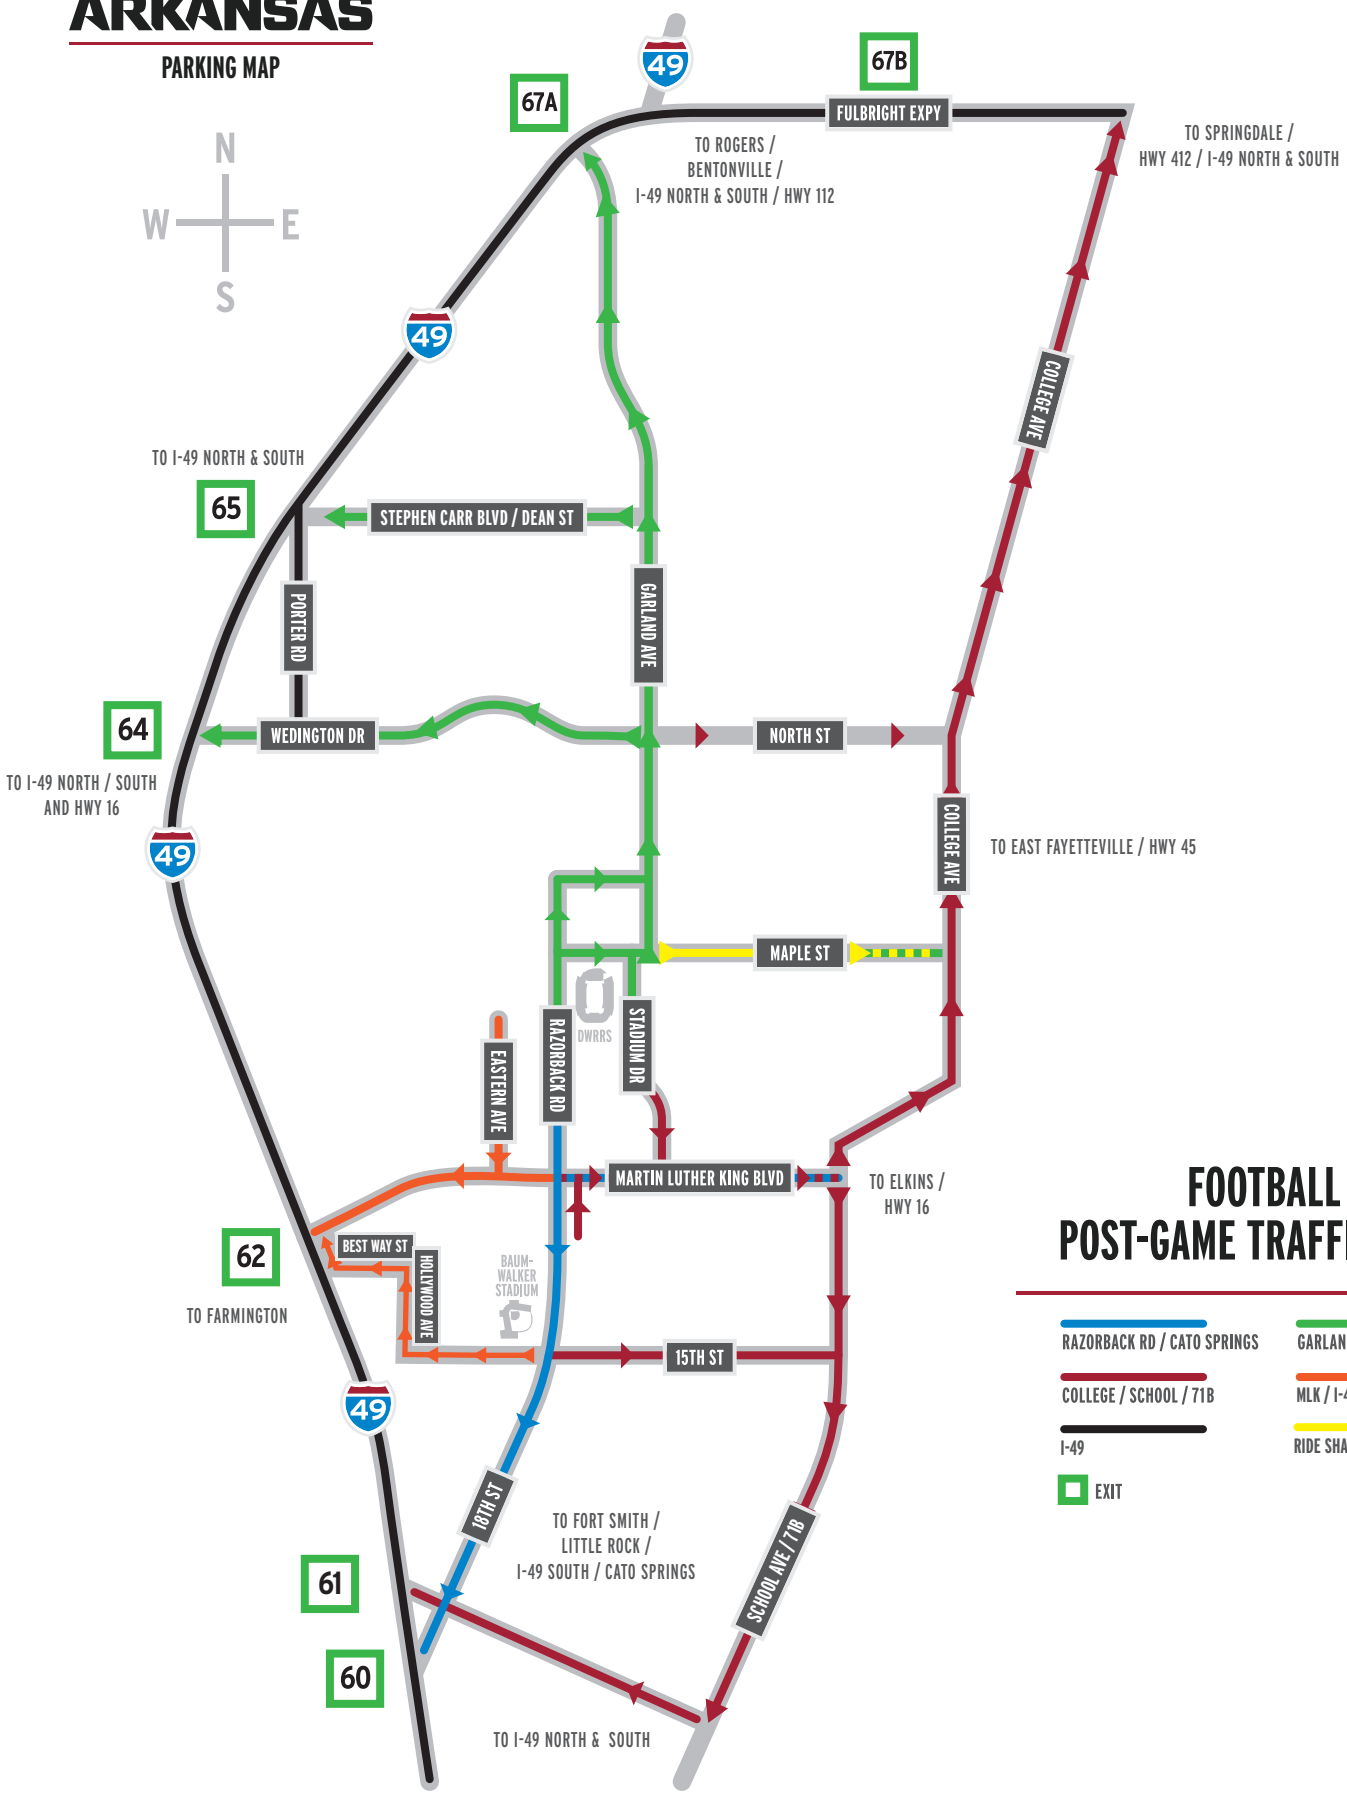 ARKANSAS
PARKING MAP
N
W
E
S
49
67A
67B
FULBRIGHT EXPY
TO ROGERS /
BENTONVILLE /
I-49 NORTH & SOUTH / HWY 112
TO SPRINGDALE /
HWY 412 / I-49 NORTH & SOUTH
49
COLLEGE AVE
TO I-49 NORTH & SOUTH
65
STEPHEN CARR BLVD / DEAN ST
PORTER RD
GARLAND AVE
64
WEDINGTON DR
NORTH ST
TO I-49 NORTH / SOUTH
AND HWY 16
49
COLLEGE AVE
TO EAST FAYETTEVILLE / HWY 45
MAPLE ST
DWRRS
EASTERN AVE
RAZORBACK RD
STADIUM DR
MARTIN LUTHER KING BLVD
TO ELKINS /
HWY 16
62
TO FARMINGTON
BEST WAY ST
HOLLYWOOD AVE
BAUM-
WALKER
STADIUM
15TH ST
49
18TH ST
TO FORT SMITH /
LITTLE ROCK /
I-49 SOUTH / CATO SPRINGS
SCHOOL AVE / 71B
61
60
TO I-49 NORTH & SOUTH
FOOTBALL
POST-GAME TRAFF
RAZORBACK RD / CATO SPRINGS
GARLAN
COLLEGE / SCHOOL / 71B
MLK / I-4
I-49
RIDE SHA
EXIT